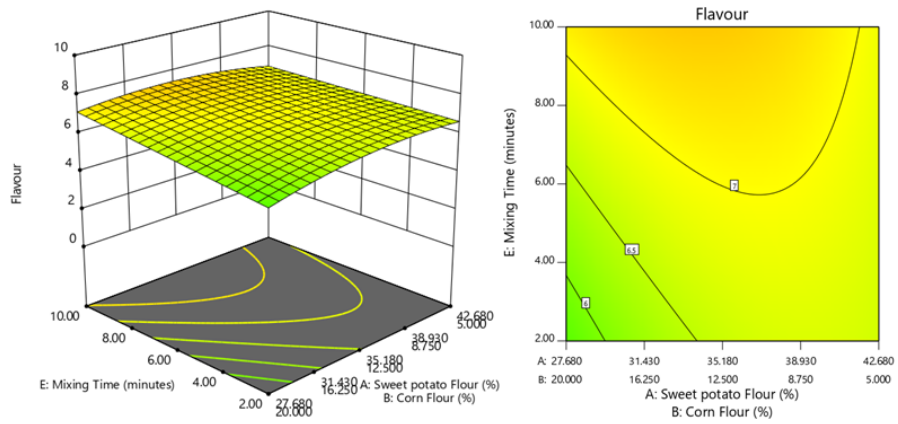 10
8
6
4
2
0
Flavour
10.00
8.00
6.00
4.00
2.00
E: Mixing Time (minutes)
42.680
5.000
38.930
8.750
35.180
12.500
31.430
16.250
27.680
20.000
A: Sweet potato Flour (%)
B: Corn Flour (%)
Flavour
10.00
8.00
6.00
4.00
2.00
E: Mixing Time (minutes)
7
6.5
6
A: 27.680 31.430 35.180 38.930 42.680
B: 20.000 16.250 12.500 8.750 5.000
A: Sweet potato Flour (%)
B: Corn Flour (%)